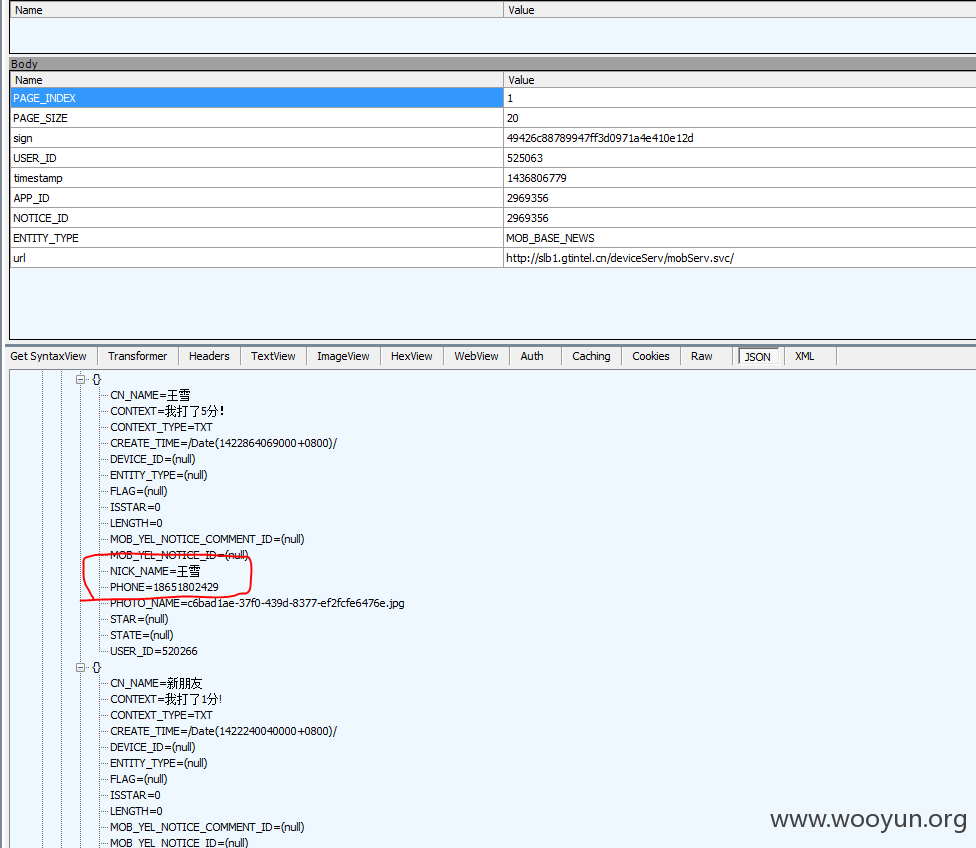 Name Value
Body
Name Value
PAGE_INDEX 1
PAGE_SIZE 20
sign 49426c88789947ff3d0971a4e410e12d
USER_ID 525063
timestamp 1436806779
APP_ID 2969356
NOTICE_ID 2969356
ENTITY_TYPE MOB_BASE_NEWS
url http://slb1.gtintel.cn/deviceServ/mobServ.svc/
Get SyntaxView Transformer Headers TextView ImageView HexView WebView Auth Caching Cookies Raw JSON XML
{}
CN_NAME=王雪
CONTEXT=我打了5分!
CONTEXT_TYPE=TXT
CREATE_TIME=/Date(1422864069000+0800)/
DEVICE_ID=(null)
ENTITY_TYPE=(null)
FLAG=(null)
ISSTAR=0
LENGTH=0
MOB_YEL_NOTICE_COMMENT_ID=(null)
MOB_YEL_NOTICE_ID=(null)
NICK_NAME=王雪
PHONE=18651802429
PHOTO_NAME=c6bad1ae-37f0-439d-8377-ef2fcfe6476e.jpg
STAR=(null)
STATE=(null)
USER_ID=520266
{}
CN_NAME=新朋友
CONTEXT=我打了1分!
CONTEXT_TYPE=TXT
CREATE_TIME=/Date(1422240040000+0800)/
DEVICE_ID=(null)
ENTITY_TYPE=(null)
FLAG=(null)
ISSTAR=0
LENGTH=0
MOB_YEL_NOTICE_COMMENT_ID=(null)
MOB_YEL_NOTICE_ID=(null)
www.wooyun.org